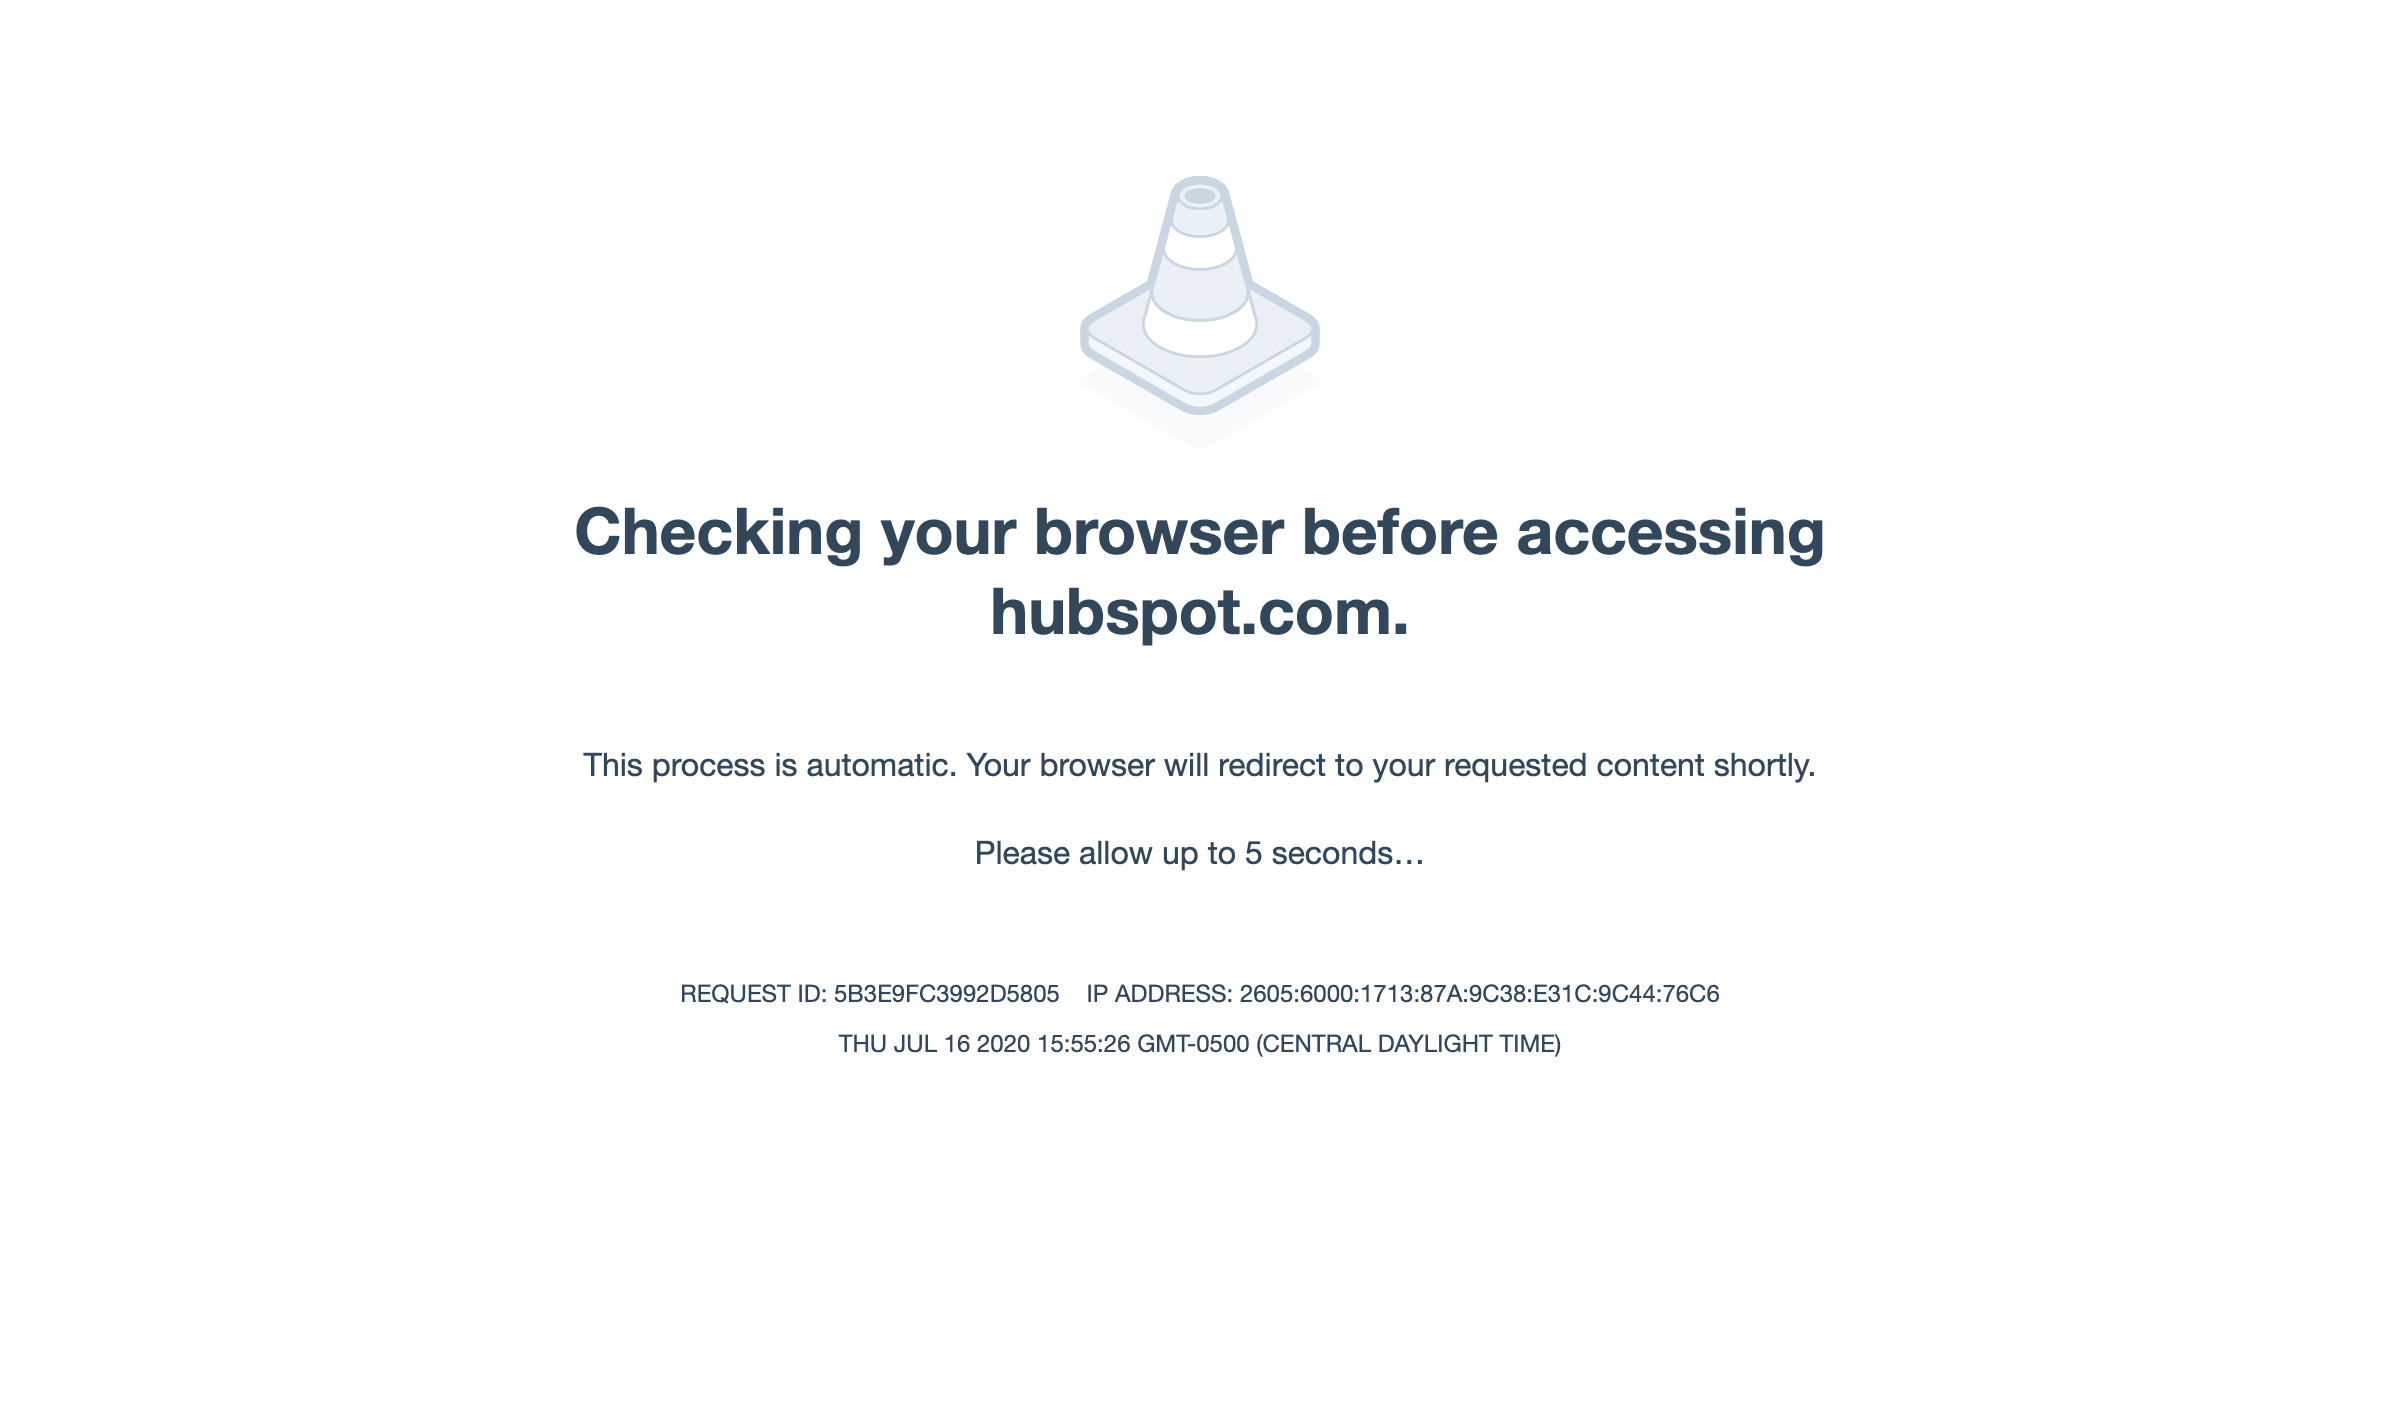 Checking your browser before accessing
hubspot.com.
This process is automatic. Your browser will redirect to your requested content shortly.
Please allow up to 5 seconds…
REQUEST ID: 5B3E9FC3992D5805 IP ADDRESS: 2605:6000:1713:87A:9C38:E31C:9C44:76C6
THU JUL 16 2020 15:55:26 GMT-0500 (CENTRAL DAYLIGHT TIME)